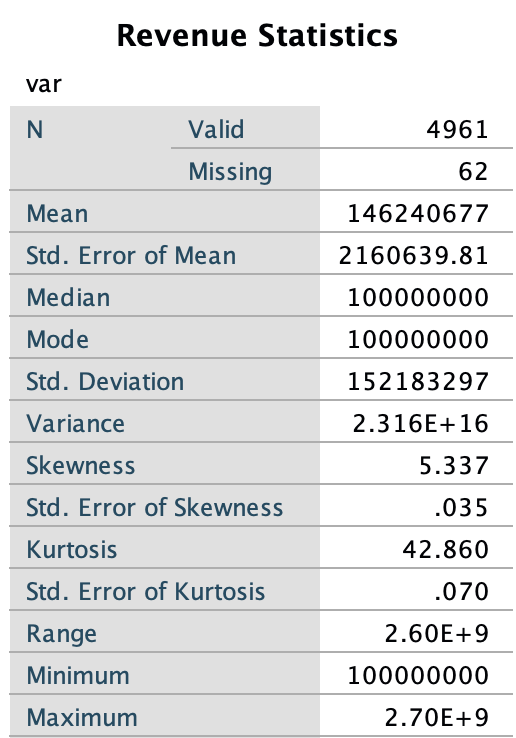 Revenue Statistics
var
N Valid 4961
Missing 62
Mean 146240677
Std. Error of Mean 2160639.81
Median 100000000
Mode 100000000
Std. Deviation 152183297
Variance 2.316E+16
Skewness 5.337
Std. Error of Skewness .035
Kurtosis 42.860
Std. Error of Kurtosis .070
Range 2.60E+9
Minimum 100000000
Maximum 2.70E+9